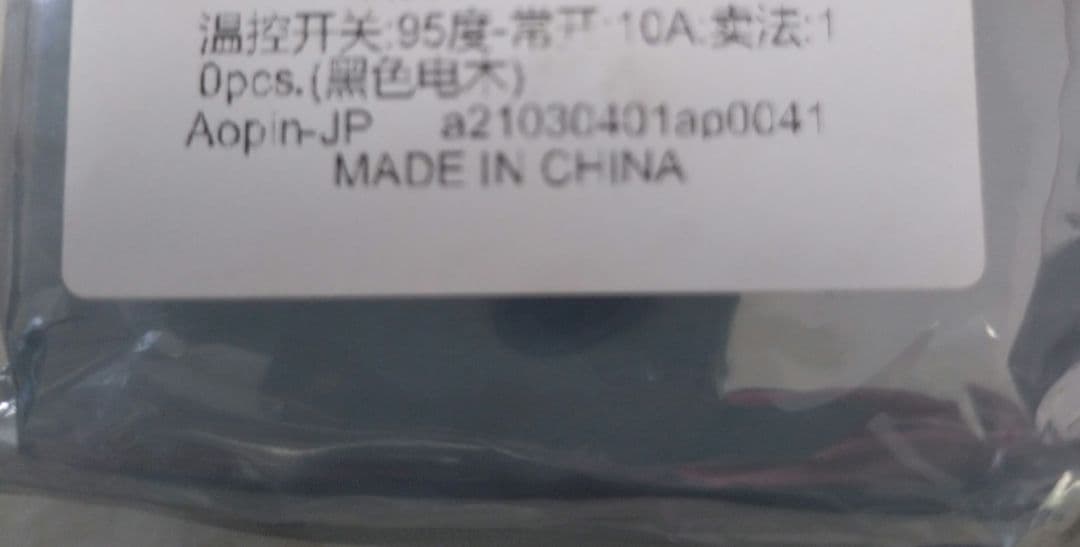 温控开关:95度-常开:10A:卖法:1
0pcs.(黑色电木)
Aopin-JP a21030401ap0041
MADE IN CHINA